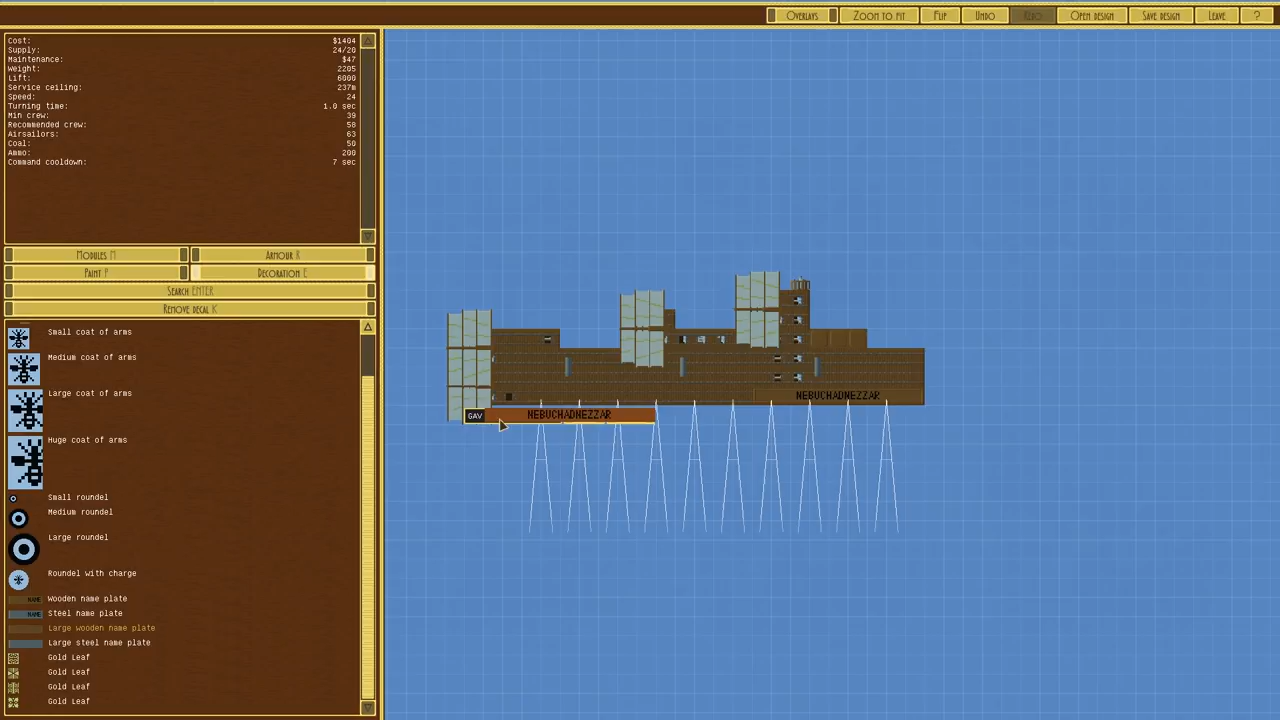 Overlays
Zoom to fit
Flip
Undo
Redo
Open design
Save design
Leave
?
Cost: $1404
Supply: 24/20
Maintenance: $47
Weight: 2205
Lift: 6000
Service ceiling: 237m
Speed: 24
Turning time: 1.0 sec
Min crew: 39
Recommended crew: 58
Airsailors: 63
Coal: 50
Ammo: 200
Command cooldown: 7 sec
Modules M
Armour R
Paint P
Decoration E
Search ENTER
Remove decal K
Small coat of arms
Medium coat of arms
Large coat of arms
Huge coat of arms
Small roundel
Medium roundel
Large roundel
Roundel with charge
NAME Wooden name plate
NAME Steel name plate
Large wooden name plate
Large steel name plate
Gold Leaf
Gold Leaf
Gold Leaf
Gold Leaf
NEBUCHADNEZZAR
GAV NEBUCHADNEZZAR